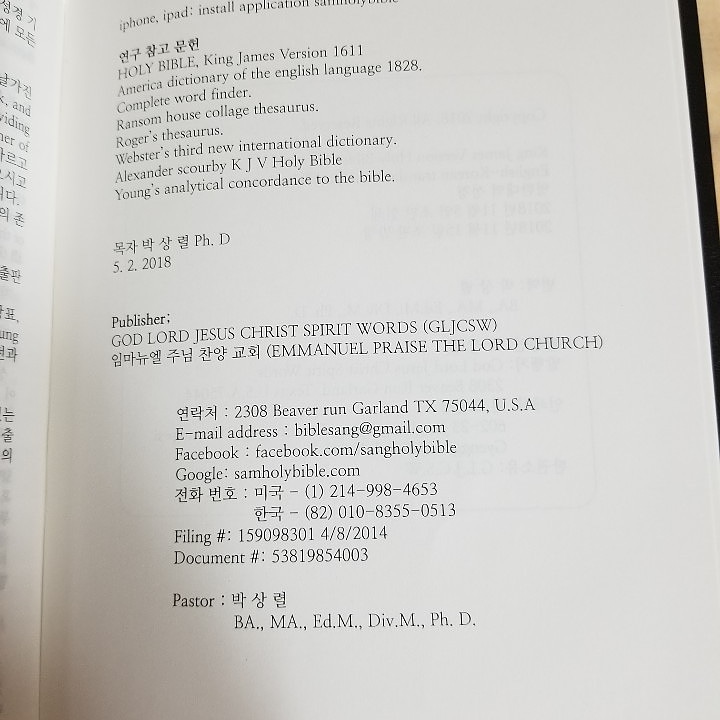 iphone, ipad: install application samholybible
연구 참고 문헌
HOLY BIBLE, King James Version 1611
America dictionary of the english language 1828.
Complete word finder.
Ransom house collage thesaurus.
Roger's thesaurus.
Webster's third new international dictionary.
Alexander scourby K J V Holy Bible
Young's analytical concordance to the bible.
목자 박 상 렬 Ph. D
5. 2. 2018
Publisher;
GOD LORD JESUS CHRIST SPIRIT WORDS (GLJCSW)
임마뉴엘 주님 찬양 교회 (EMMANUEL PRAISE THE LORD CHURCH)
연락처 : 2308 Beaver run Garland TX 75044, U.S.A
E-mail address : biblesang@gmail.com
Facebook : facebook.com/sangholybible
Google: samholybible.com
전화 번호 : 미국 - (1) 214-998-4653
한국 - (82) 010-8355-0513
Filing #: 159098301 4/8/2014
Document #: 53819854003
Pastor : 박 상 렬
BA., MA., Ed.M., Div.M., Ph. D.